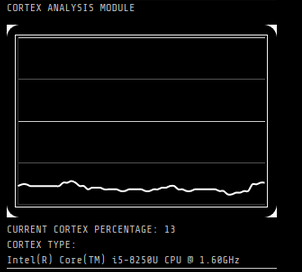 CORTEX ANALYSIS MODULE
CURRENT CORTEX PERCENTAGE: 13
CORTEX TYPE:
Intel(R) Core(TM) i5-8250U CPU @ 1.60GHz